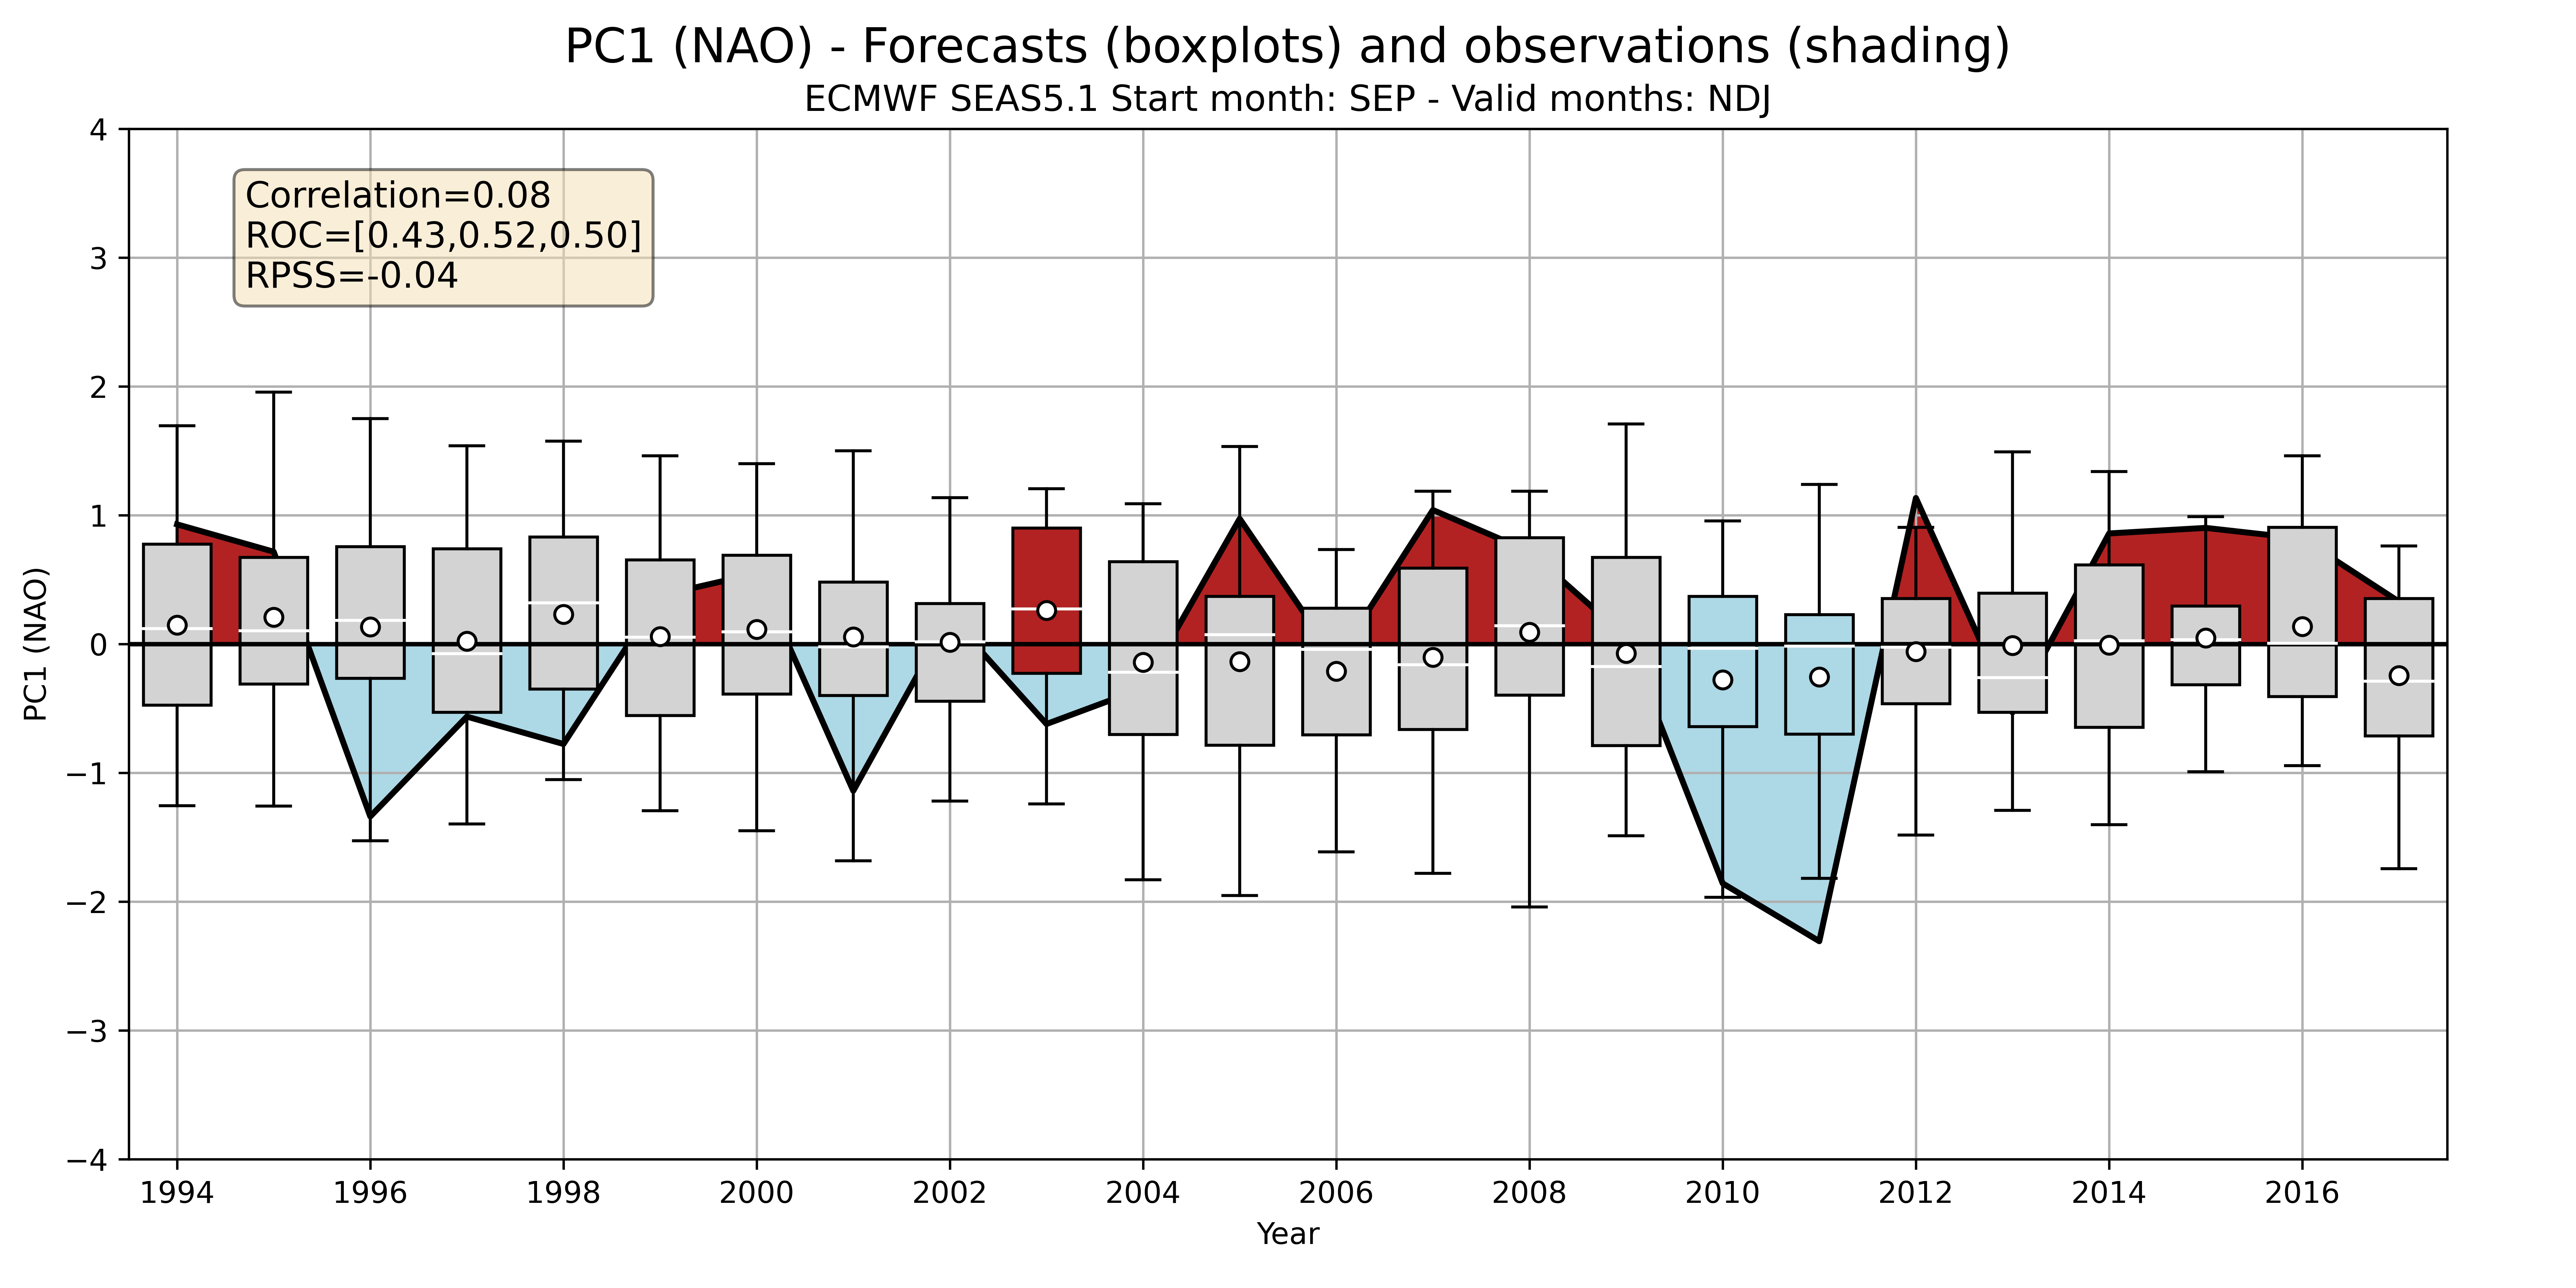 PC1 (NAO) - Forecasts (boxplots) and observations (shading)
ECMWF SEAS5.1 Start month: SEP - Valid months: NDJ
Correlation=0.08
ROC=[0.43,0.52,0.50]
RPSS=-0.04
PC1 (NAO)
4
3
2
1
0
−1
−2
−3
−4
1994 1996 1998 2000 2002 2004 2006 2008 2010 2012 2014 2016
Year